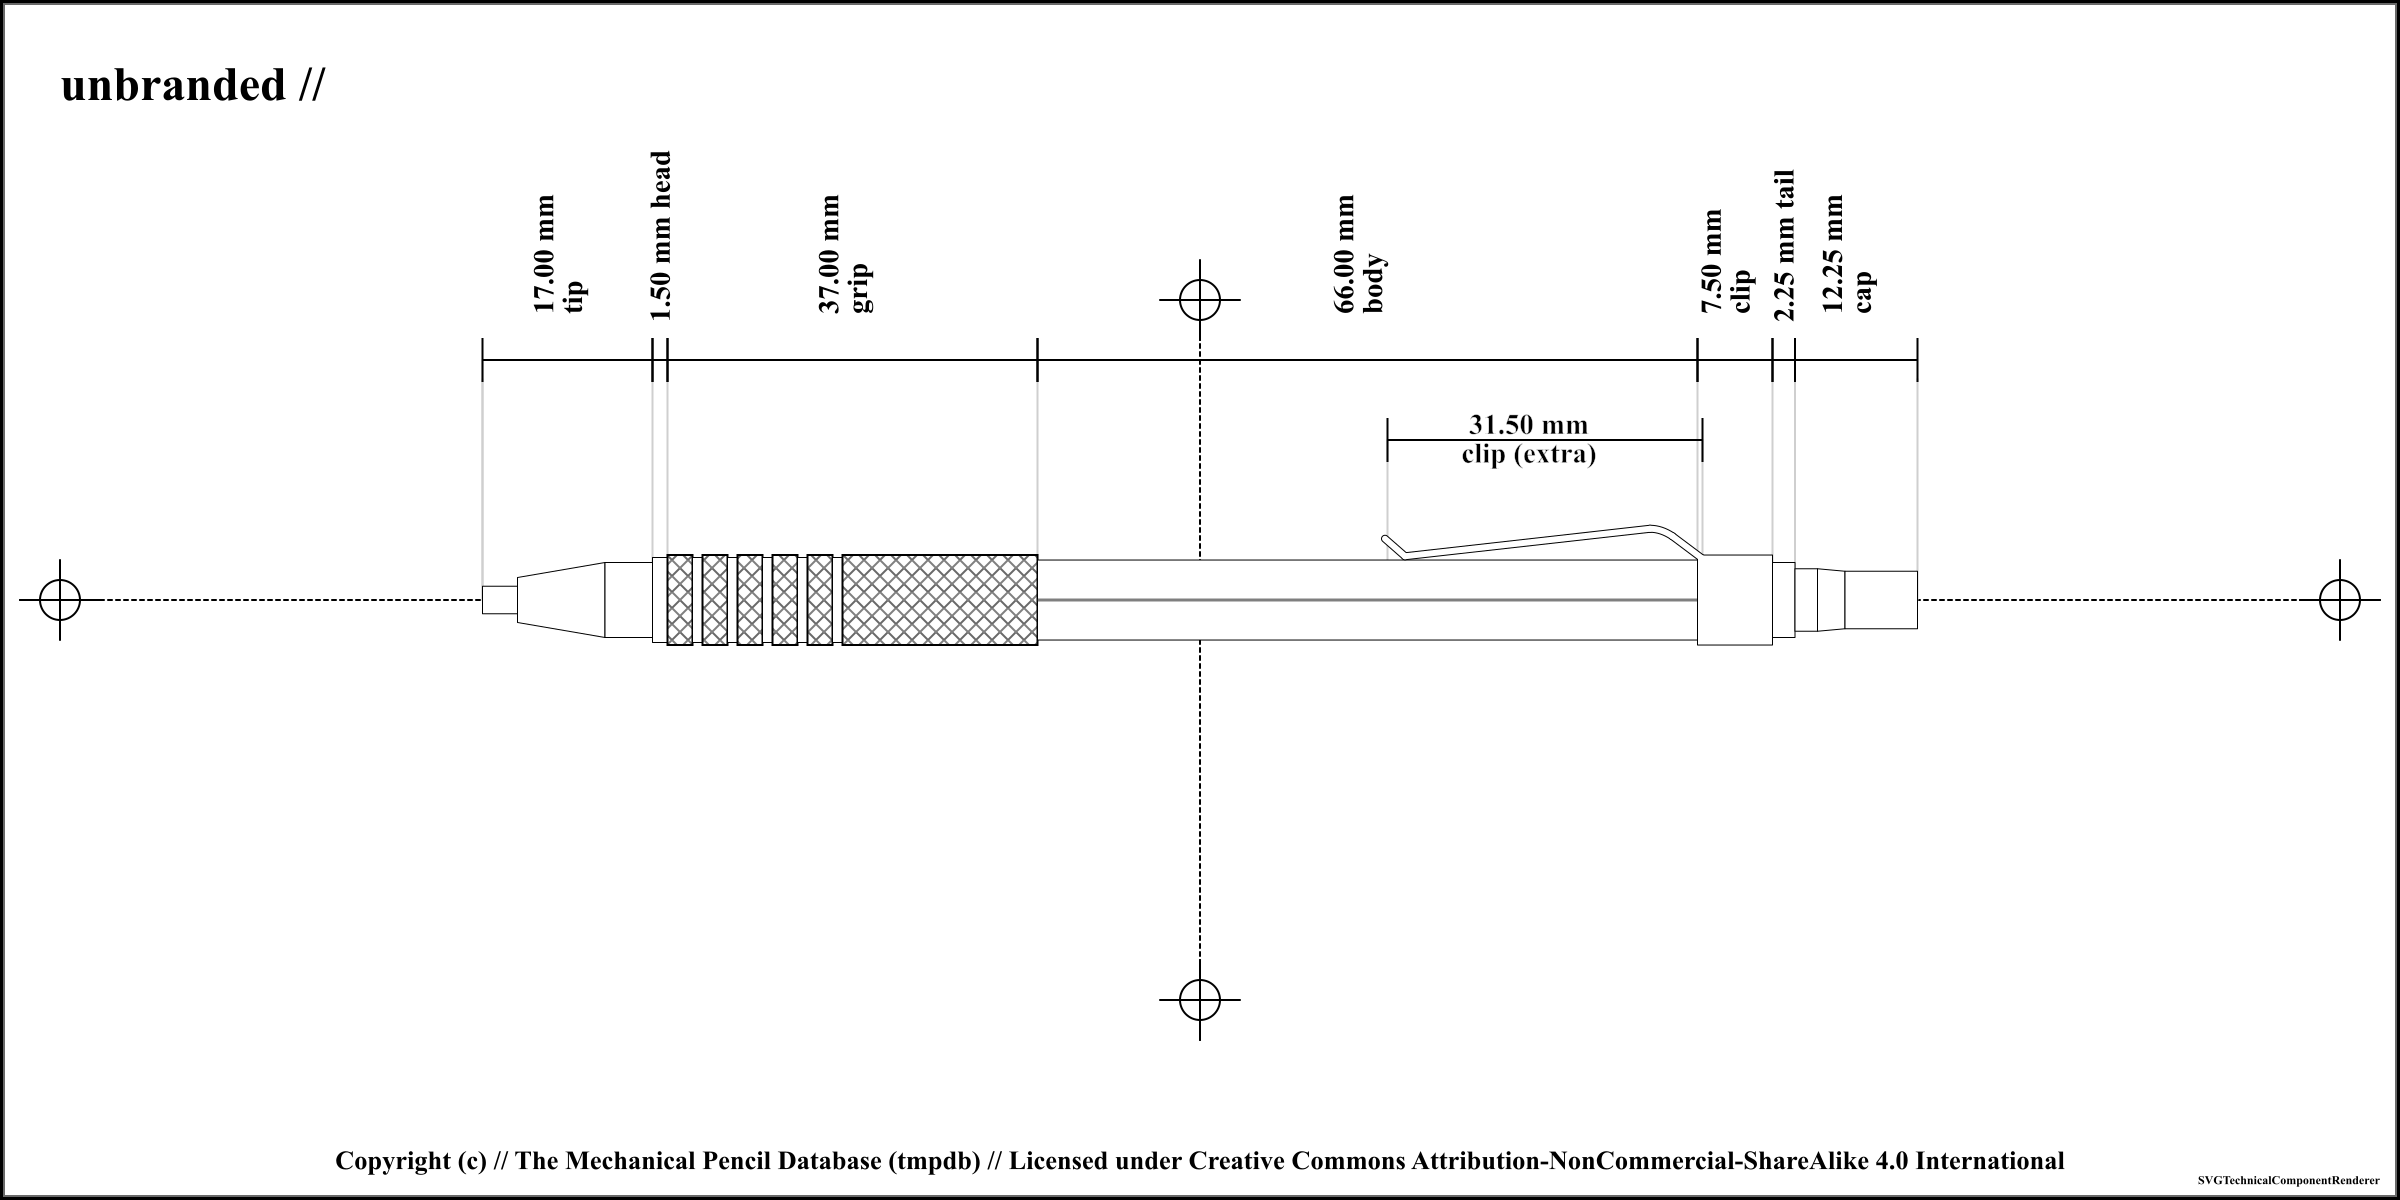 unbranded //
17.00 mm
tip
1.50 mm head
37.00 mm
grip
66.00 mm
body
7.50 mm
clip
2.25 mm tail
12.25 mm
cap
31.50 mm
clip (extra)
Copyright (c) // The Mechanical Pencil Database (tmpdb) // Licensed under Creative Commons Attribution-NonCommercial-ShareAlike 4.0 International
SVGTechnicalComponentRenderer